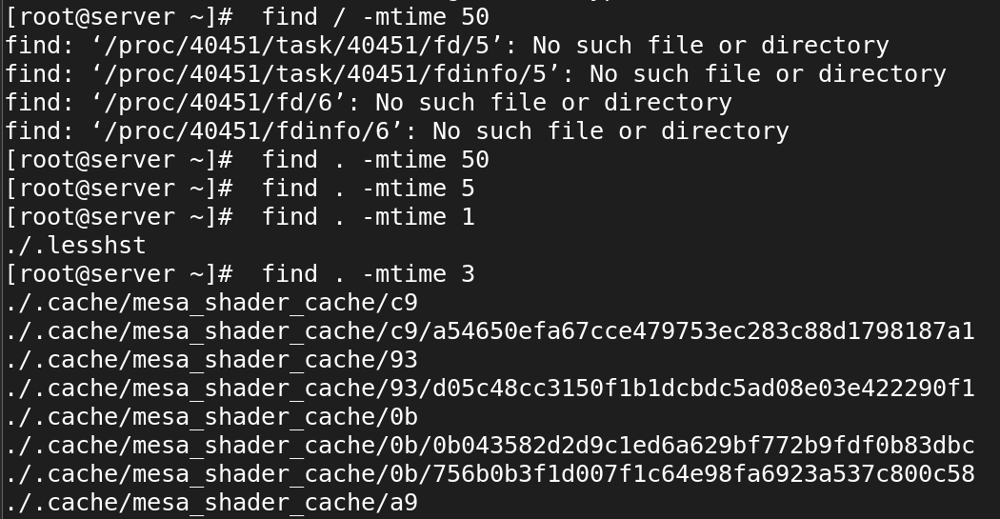 [root@server ~]#  find / -mtime 50
find: ‘/proc/40451/task/40451/fd/5’: No such file or directory
find: ‘/proc/40451/task/40451/fdinfo/5’: No such file or directory
find: ‘/proc/40451/fd/6’: No such file or directory
find: ‘/proc/40451/fdinfo/6’: No such file or directory
[root@server ~]#  find . -mtime 50
[root@server ~]#  find . -mtime 5
[root@server ~]#  find . -mtime 1
./.lesshst
[root@server ~]#  find . -mtime 3
./.cache/mesa_shader_cache/c9
./.cache/mesa_shader_cache/c9/a54650efa67cce479753ec283c88d1798187a1
./.cache/mesa_shader_cache/93
./.cache/mesa_shader_cache/93/d05c48cc3150f1b1dcbdc5ad08e03e422290f1
./.cache/mesa_shader_cache/0b
./.cache/mesa_shader_cache/0b/0b043582d2d9c1ed6a629bf772b9fdf0b83dbc
./.cache/mesa_shader_cache/0b/756b0b3f1d007f1c64e98fa6923a537c800c58
./.cache/mesa_shader_cache/a9